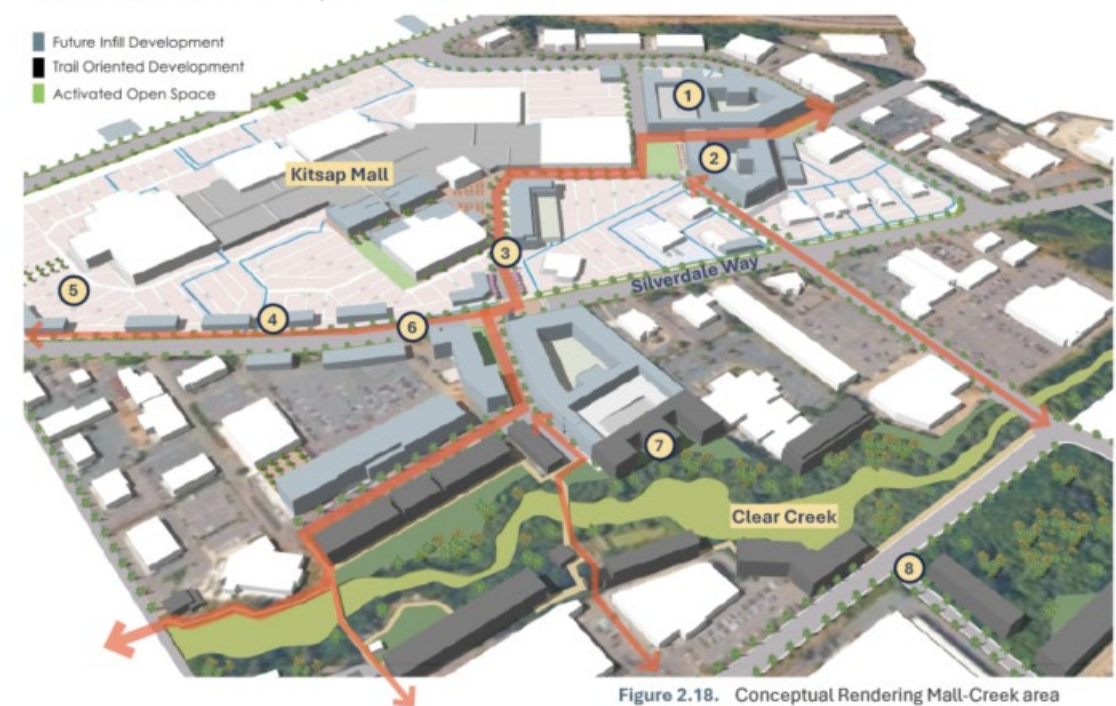 Future Infill Development
Trail Oriented Development
Activated Open Space
1
2
Kitsap Mall
3
Silverdale Way
5
4
6
7
Clear Creek
8
Figure 2.18. Conceptual Rendering Mall-Creek area